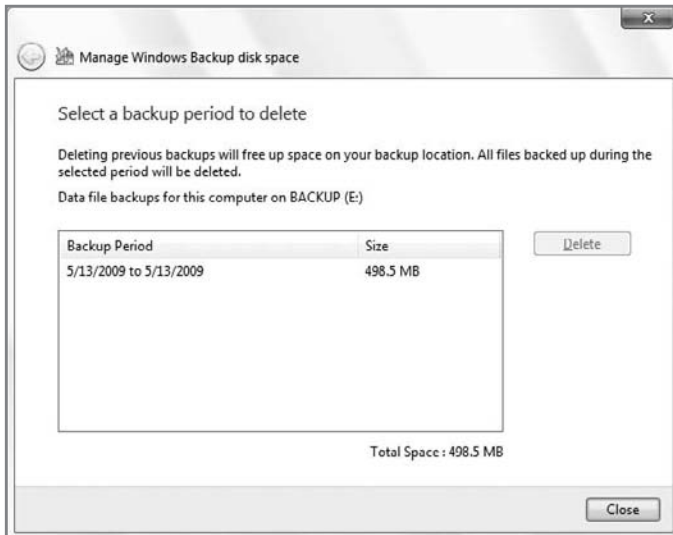 Manage Windows Backup disk space
Select a backup period to delete
Deleting previous backups will free up space on your backup location. All files backed up during the
selected period will be deleted.
Data file backups for this computer on BACKUP (E:)
Backup Period Size
5/13/2009 to 5/13/2009 498.5 MB
Delete
Total Space : 498.5 MB
Close